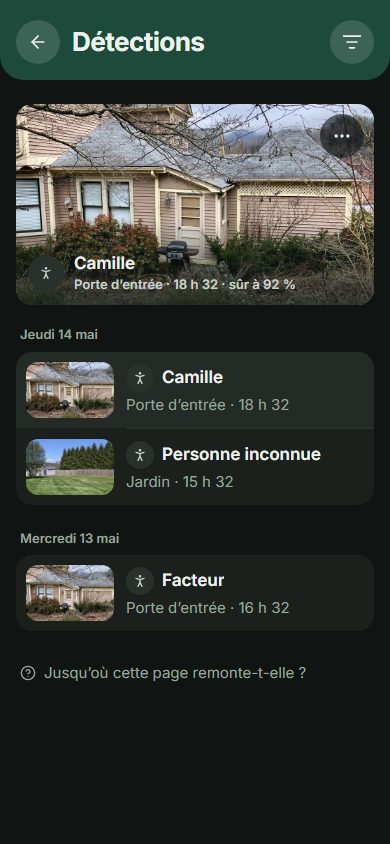 Détections
Camille
Porte d’entrée · 18 h 32 · sûr à 92 %
Jeudi 14 mai
Camille
Porte d’entrée · 18 h 32
Personne inconnue
Jardin · 15 h 32
Mercredi 13 mai
Facteur
Porte d’entrée · 16 h 32
Jusqu’où cette page remonte-t-elle ?